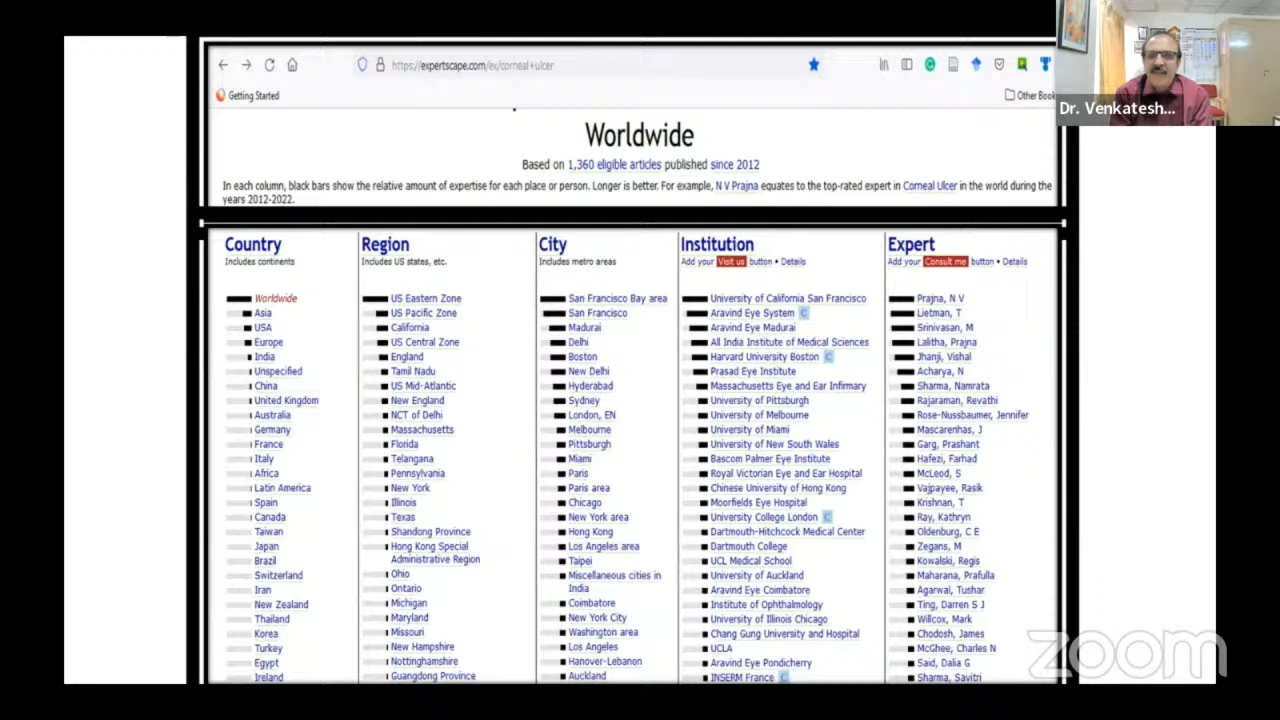 https://expertscape.com/ex/corneal+ulcer
Getting Started
Other Book
Dr. Venkatesh...
Worldwide
Based on 1,360 eligible articles published since 2012
In each column, black bars show the relative amount of expertise for each place or person. Longer is better. For example, N V Prajna equates to the top-rated expert in Corneal Ulcer in the world during the
years 2012-2022.
Country
Includes continents
Worldwide
Asia
USA
Europe
India
Unspecified
China
United Kingdom
Australia
Germany
France
Italy
Africa
Latin America
Spain
Canada
Taiwan
Japan
Brazil
Switzerland
Iran
New Zealand
Thailand
Korea
Turkey
Egypt
Ireland
Region
Includes US states, etc.
US Eastern Zone
US Pacific Zone
California
US Central Zone
England
Tamil Nadu
US Mid-Atlantic
New England
NCT of Delhi
Massachusetts
Florida
Telangana
Pennsylvania
New York
Illinois
Texas
Shandong Province
Hong Kong Special
Administrative Region
Ohio
Ontario
Michigan
Maryland
Missouri
New Hampshire
Nottinghamshire
Guangdong Province
City
Includes metro areas
San Francisco Bay area
San Francisco
Madurai
Delhi
Boston
New Delhi
Hyderabad
Sydney
London, EN
Melbourne
Pittsburgh
Miami
Paris
Paris area
Chicago
New York area
Hong Kong
Los Angeles area
Taipei
Miscellaneous cities in
India
Coimbatore
New York City
Washington area
Los Angeles
Hanover-Lebanon
Auckland
Institution
Add your Visit us button • Details
University of California San Francisco
Aravind Eye System C
Aravind Eye Madurai
All India Institute of Medical Sciences
Harvard University Boston C
Prasad Eye Institute
Massachusetts Eye and Ear Infirmary
University of Pittsburgh
University of Melbourne
University of Miami
University of New South Wales
Bascom Palmer Eye Institute
Royal Victorian Eye and Ear Hospital
Chinese University of Hong Kong
Moorfields Eye Hospital
University College London C
Dartmouth-Hitchcock Medical Center
Dartmouth College
UCL Medical School
University of Auckland
Aravind Eye Coimbatore
Institute of Ophthalmology
University of Illinois Chicago
Chang Gung University and Hospital
UCLA
Aravind Eye Pondicherry
INSERM France C
Expert
Add your Consult me button • Details
Prajna, N V
Lietman, T
Srinivasan, M
Lalitha, Prajna
Jhanji, Vishal
Acharya, N
Sharma, Namrata
Rajaraman, Revathi
Rose-Nussbaumer, Jennifer
Mascarenhas, J
Garg, Prashant
Hafezi, Farhad
McLeod, S
Vajpayee, Rasik
Krishnan, T
Ray, Kathryn
Oldenburg, C E
Zegans, M
Kowalski, Regis
Maharana, Prafulla
Agarwal, Tushar
Ting, Darren S J
Willcox, Mark
Chodosh, James
McGhee, Charles N
Said, Dalia G
Sharma, Savitri
zoom